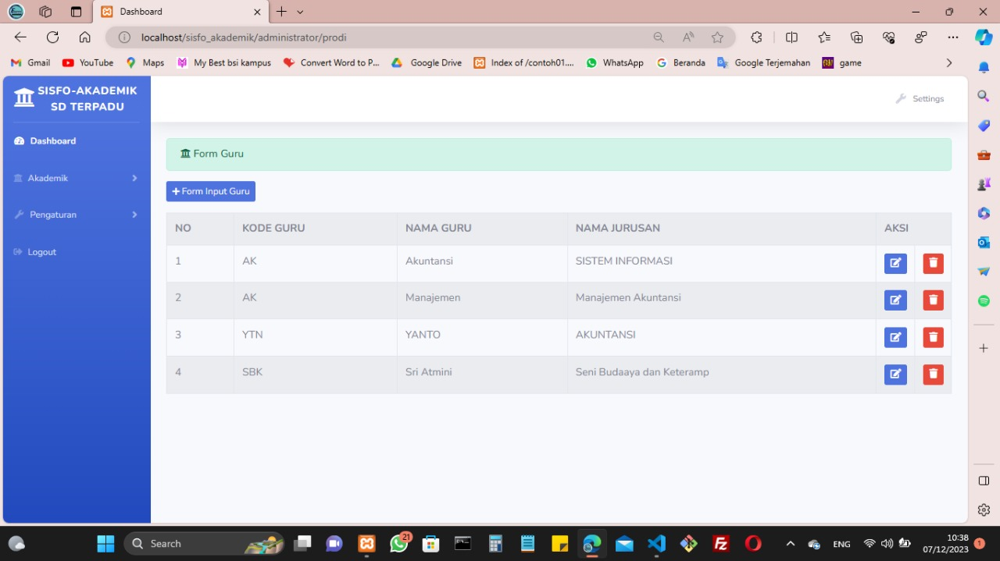 Dashboard
localhost/sisfo_akademik/administrator/prodi
Gmail YouTube Maps My Best bsi kampus Convert Word to P... Google Drive Index of /contoh01.... WhatsApp Beranda Google Terjemahan game
SISFO-AKADEMIK
SD TERPADU
Settings
Dashboard
Akademik
Pengaturan
Logout
Form Guru
Form Input Guru
NO KODE GURU NAMA GURU NAMA JURUSAN AKSI
1 AK Akuntansi SISTEM INFORMASI
2 AK Manajemen Manajemen Akuntansi
3 YTN YANTO AKUNTANSI
4 SBK Sri Atmini Seni Budaaya dan Keteramp
Search
21
ENG
10:38
07/12/2023
1